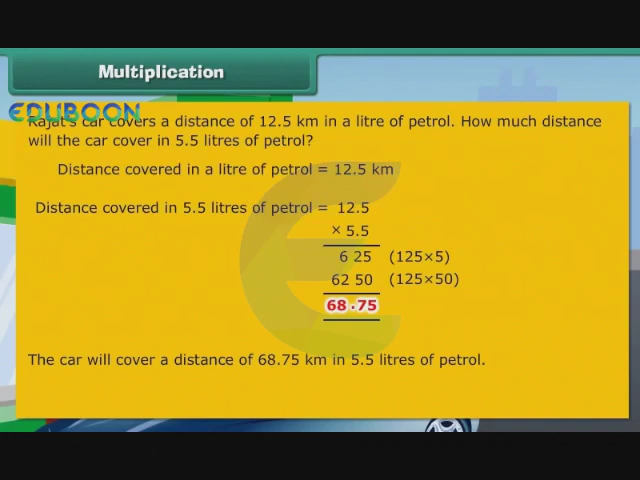 Multiplication
EDUBOON
Rajat's car covers a distance of 12.5 km in a litre of petrol. How much distance
will the car cover in 5.5 litres of petrol?
Distance covered in a litre of petrol = 12.5 km
Distance covered in 5.5 litres of petrol = 12.5
× 5.5
6 25 (125×5)
62 50 (125×50)
68.75
The car will cover a distance of 68.75 km in 5.5 litres of petrol.